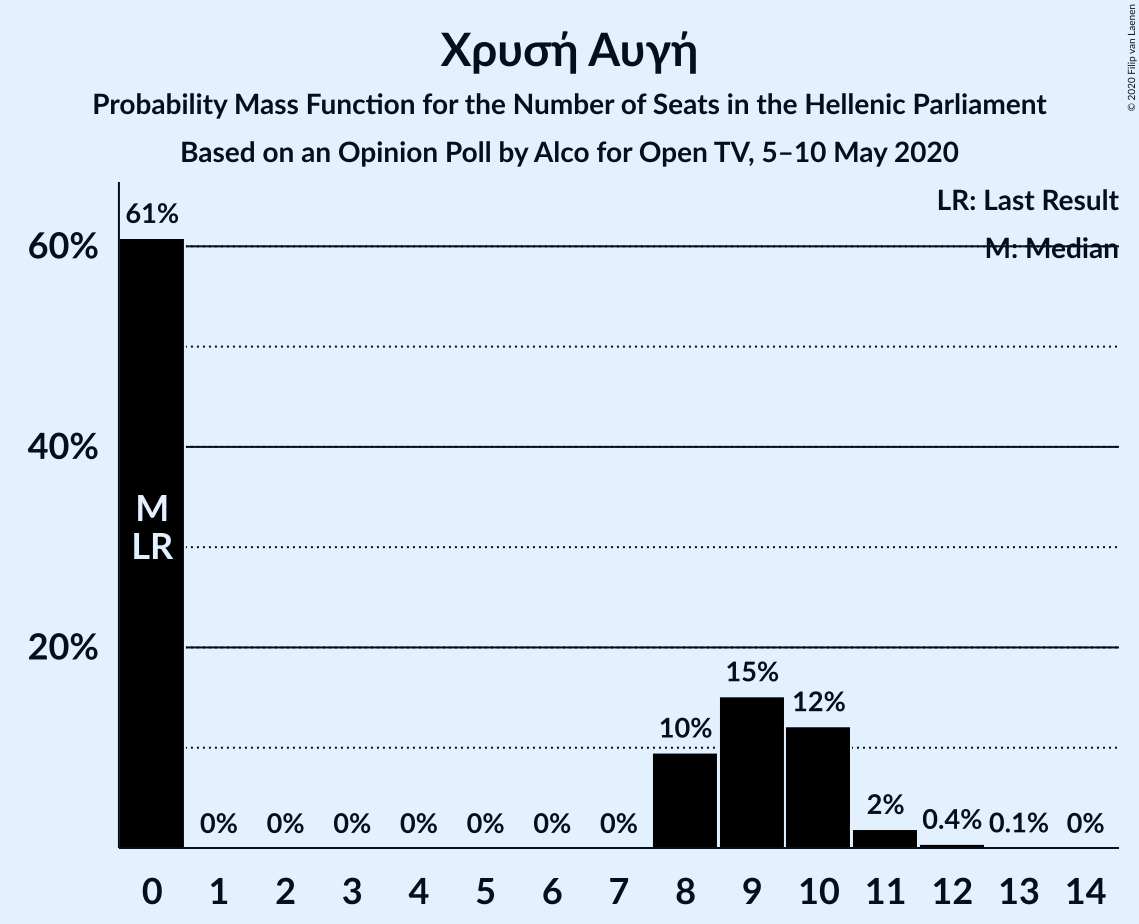 Χρυσή Αυγή
Probability Mass Function for the Number of Seats in the Hellenic Parliament
Based on an Opinion Poll by Alco for Open TV, 5–10 May 2020
© 2020 Filip van Laenen
LR: Last Result
M: Median
60%
40%
20%
61%
M
LR
0%
0%
0%
0%
0%
0%
0%
10%
15%
12%
2%
0.4%
0.1%
0%
0 1 2 3 4 5 6 7 8 9 10 11 12 13 14